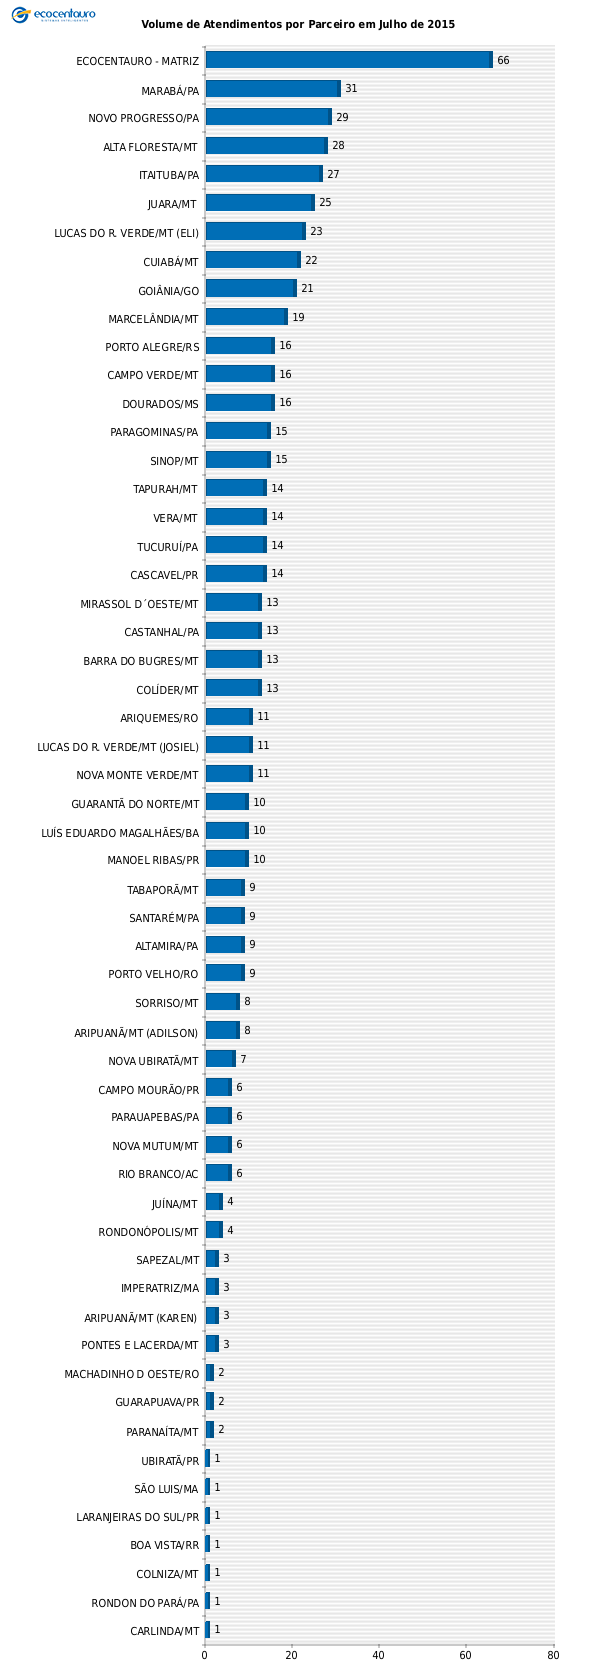 ecocentauro
Volume de Atendimentos por Parceiro em Julho de 2015
ECOCENTAURO - MATRIZ 66
MARABÁ/PA 31
NOVO PROGRESSO/PA 29
ALTA FLORESTA/MT 28
ITAITUBA/PA 27
JUARA/MT 25
LUCAS DO R. VERDE/MT (ELI) 23
CUIABÁ/MT 22
GOIÂNIA/GO 21
MARCELÂNDIA/MT 19
PORTO ALEGRE/RS 16
CAMPO VERDE/MT 16
DOURADOS/MS 16
PARAGOMINAS/PA 15
SINOP/MT 15
TAPURAH/MT 14
VERA/MT 14
TUCURUÍ/PA 14
CASCAVEL/PR 14
MIRASSOL D´OESTE/MT 13
CASTANHAL/PA 13
BARRA DO BUGRES/MT 13
COLÍDER/MT 13
ARIQUEMES/RO 11
LUCAS DO R. VERDE/MT (JOSIEL) 11
NOVA MONTE VERDE/MT 11
GUARANTÃ DO NORTE/MT 10
LUÍS EDUARDO MAGALHÃES/BA 10
MANOEL RIBAS/PR 10
TABAPORÃ/MT 9
SANTARÉM/PA 9
ALTAMIRA/PA 9
PORTO VELHO/RO 9
SORRISO/MT 8
ARIPUANÃ/MT (ADILSON) 8
NOVA UBIRATÃ/MT 7
CAMPO MOURÃO/PR 6
PARAUAPEBAS/PA 6
NOVA MUTUM/MT 6
RIO BRANCO/AC 6
JUÍNA/MT 4
RONDONÓPOLIS/MT 4
SAPEZAL/MT 3
IMPERATRIZ/MA 3
ARIPUANÃ/MT (KAREN) 3
PONTES E LACERDA/MT 3
MACHADINHO D OESTE/RO 2
GUARAPUAVA/PR 2
PARANAÍTA/MT 2
UBIRATÃ/PR 1
SÃO LUIS/MA 1
LARANJEIRAS DO SUL/PR 1
BOA VISTA/RR 1
COLNIZA/MT 1
RONDON DO PARÁ/PA 1
CARLINDA/MT 1
0 20 40 60 80